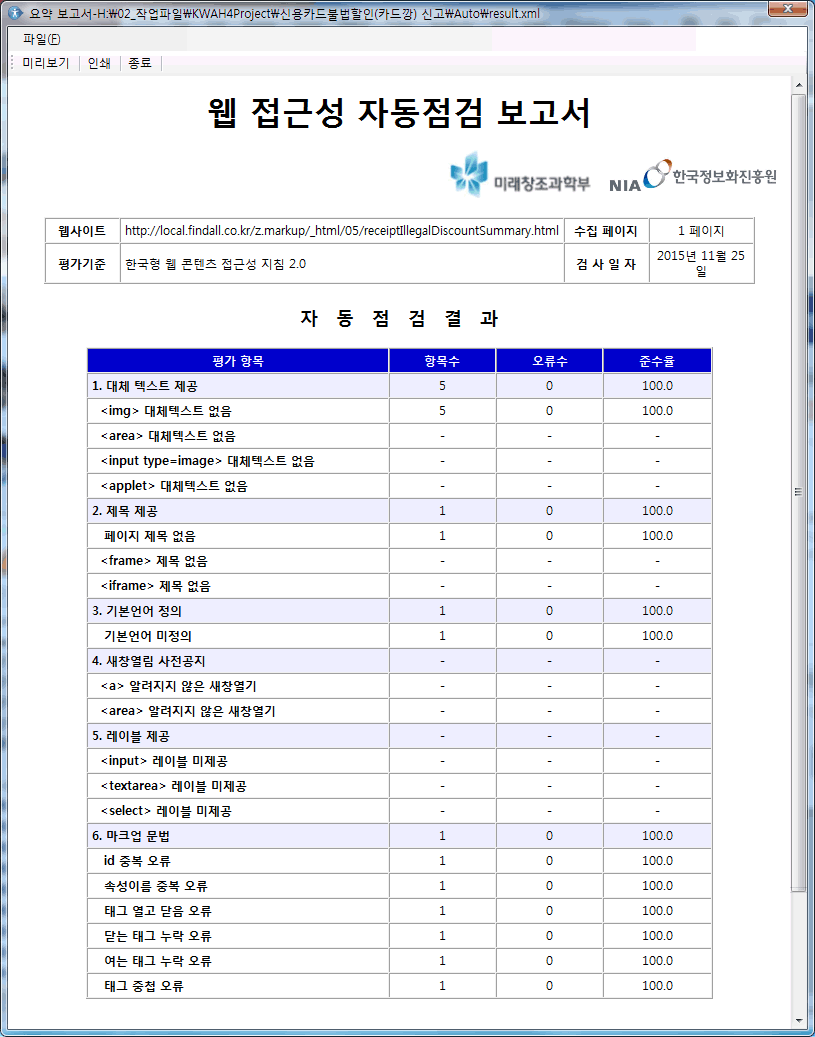 요약 보고서-H:\02_작업파일\KWAH4Project\신용카드불법할인(카드깡) 신고\Auto\result.xml
파일(F)
미리보기 인쇄 종료
웹 접근성 자동점검 보고서
미래창조과학부 NIA 한국정보화진흥원
웹사이트 http://local.findall.co.kr/z.markup/_html/05/receiptIllegalDiscountSummary.html 수집 페이지 1 페이지
평가기준 한국형 웹 콘텐츠 접근성 지침 2.0 검 사 일 자 2015년 11월 25
일
자 동 점 검 결 과
평가 항목 항목수 오류수 준수율
1. 대체 텍스트 제공 5 0 100.0
<img> 대체텍스트 없음 5 0 100.0
<area> 대체텍스트 없음 - - -
<input type=image> 대체텍스트 없음 - - -
<applet> 대체텍스트 없음 - - -
2. 제목 제공 1 0 100.0
페이지 제목 없음 1 0 100.0
<frame> 제목 없음 - - -
<iframe> 제목 없음 - - -
3. 기본언어 정의 1 0 100.0
기본언어 미정의 1 0 100.0
4. 새창열림 사전공지 - - -
<a> 알려지지 않은 새창열기 - - -
<area> 알려지지 않은 새창열기 - - -
5. 레이블 제공 - - -
<input> 레이블 미제공 - - -
<textarea> 레이블 미제공 - - -
<select> 레이블 미제공 - - -
6. 마크업 문법 1 0 100.0
id 중복 오류 1 0 100.0
속성이름 중복 오류 1 0 100.0
태그 열고 닫음 오류 1 0 100.0
닫는 태그 누락 오류 1 0 100.0
여는 태그 누락 오류 1 0 100.0
태그 중첩 오류 1 0 100.0